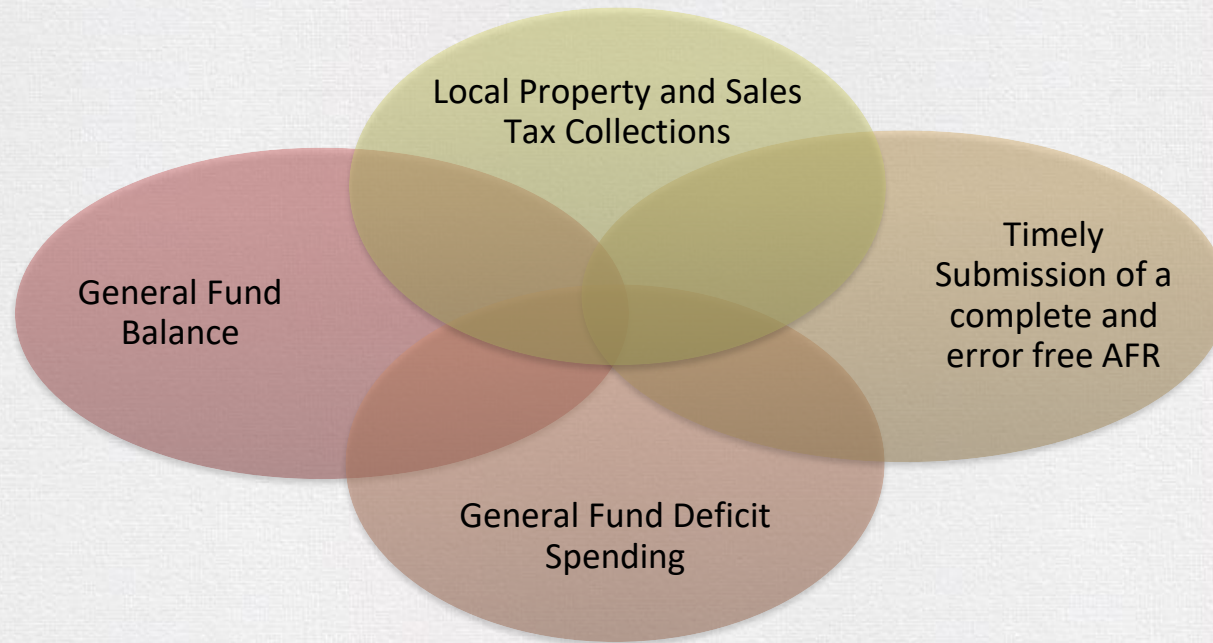 Local Property and Sales
Tax Collections
General Fund
Balance
Timely
Submission of a
complete and
error free AFR
General Fund Deficit
Spending